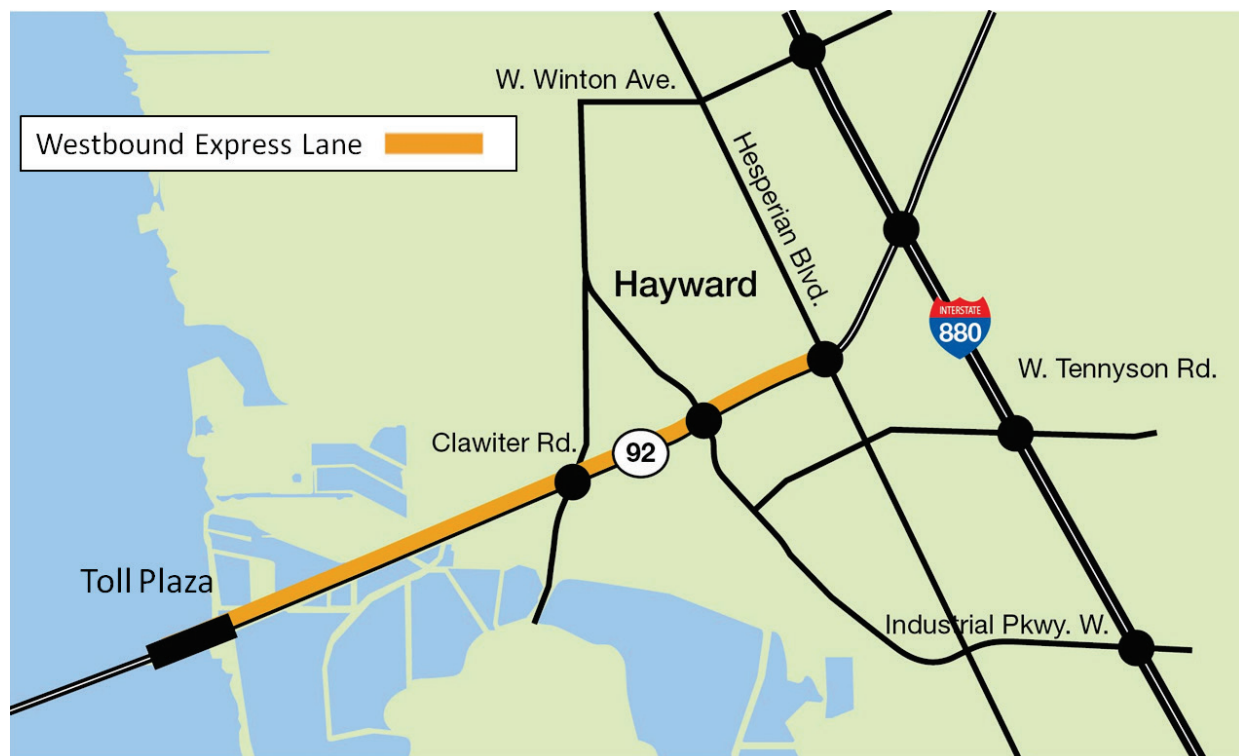 W. Winton Ave.
Westbound Express Lane
Hesperian Blvd.
Hayward
INTERSTATE
880
W. Tennyson Rd.
Clawiter Rd.
92
Toll Plaza
Industrial Pkwy. W.